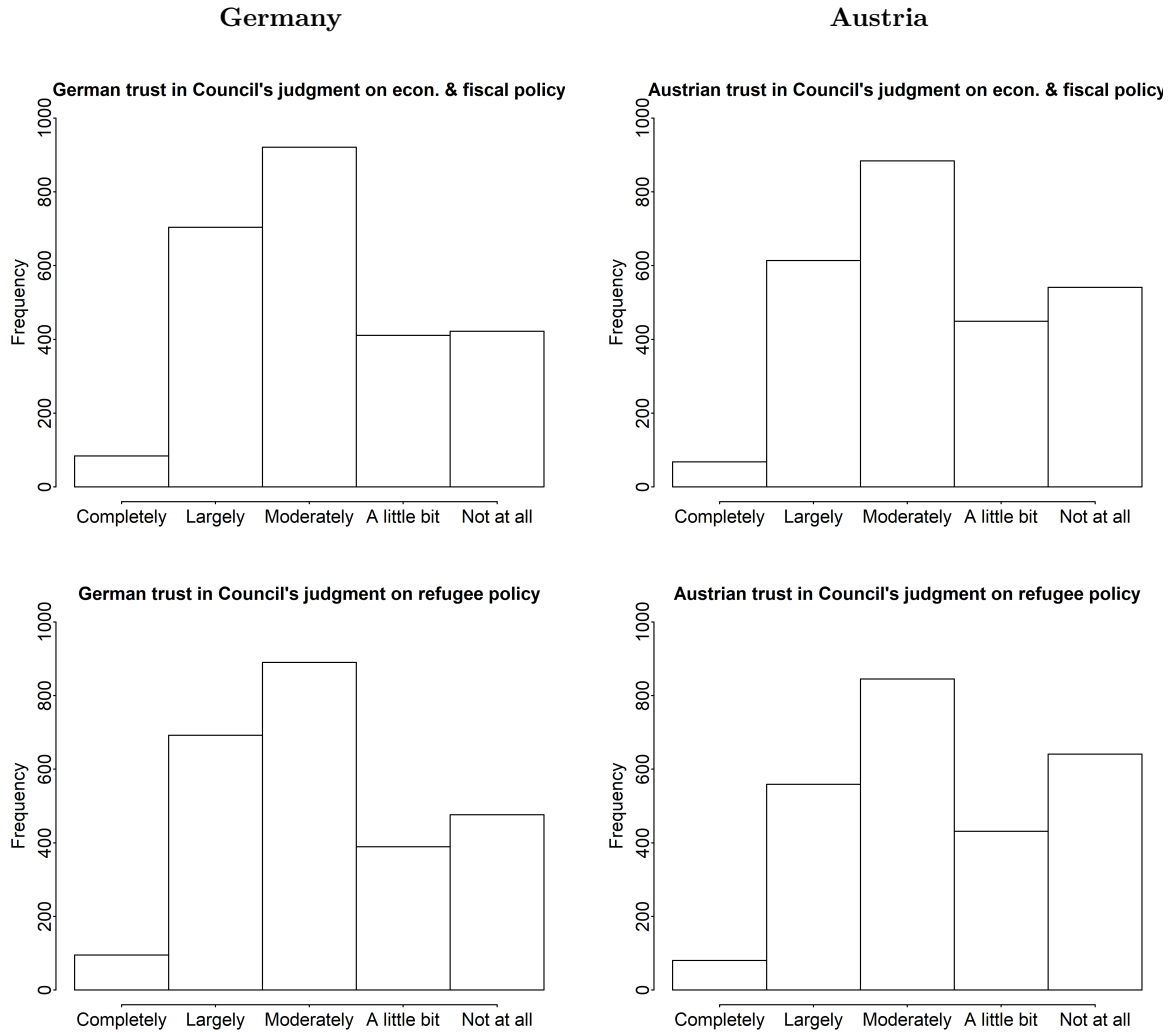 Germany
Austria
German trust in Council's judgment on econ. & fiscal policy
Frequency
0 200 400 600 800 1000
Completely Largely Moderately A little bit Not at all
Austrian trust in Council's judgment on econ. & fiscal policy
Frequency
0 200 400 600 800 1000
Completely Largely Moderately A little bit Not at all
German trust in Council's judgment on refugee policy
Frequency
0 200 400 600 800 1000
Completely Largely Moderately A little bit Not at all
Austrian trust in Council's judgment on refugee policy
Frequency
0 200 400 600 800 1000
Completely Largely Moderately A little bit Not at all